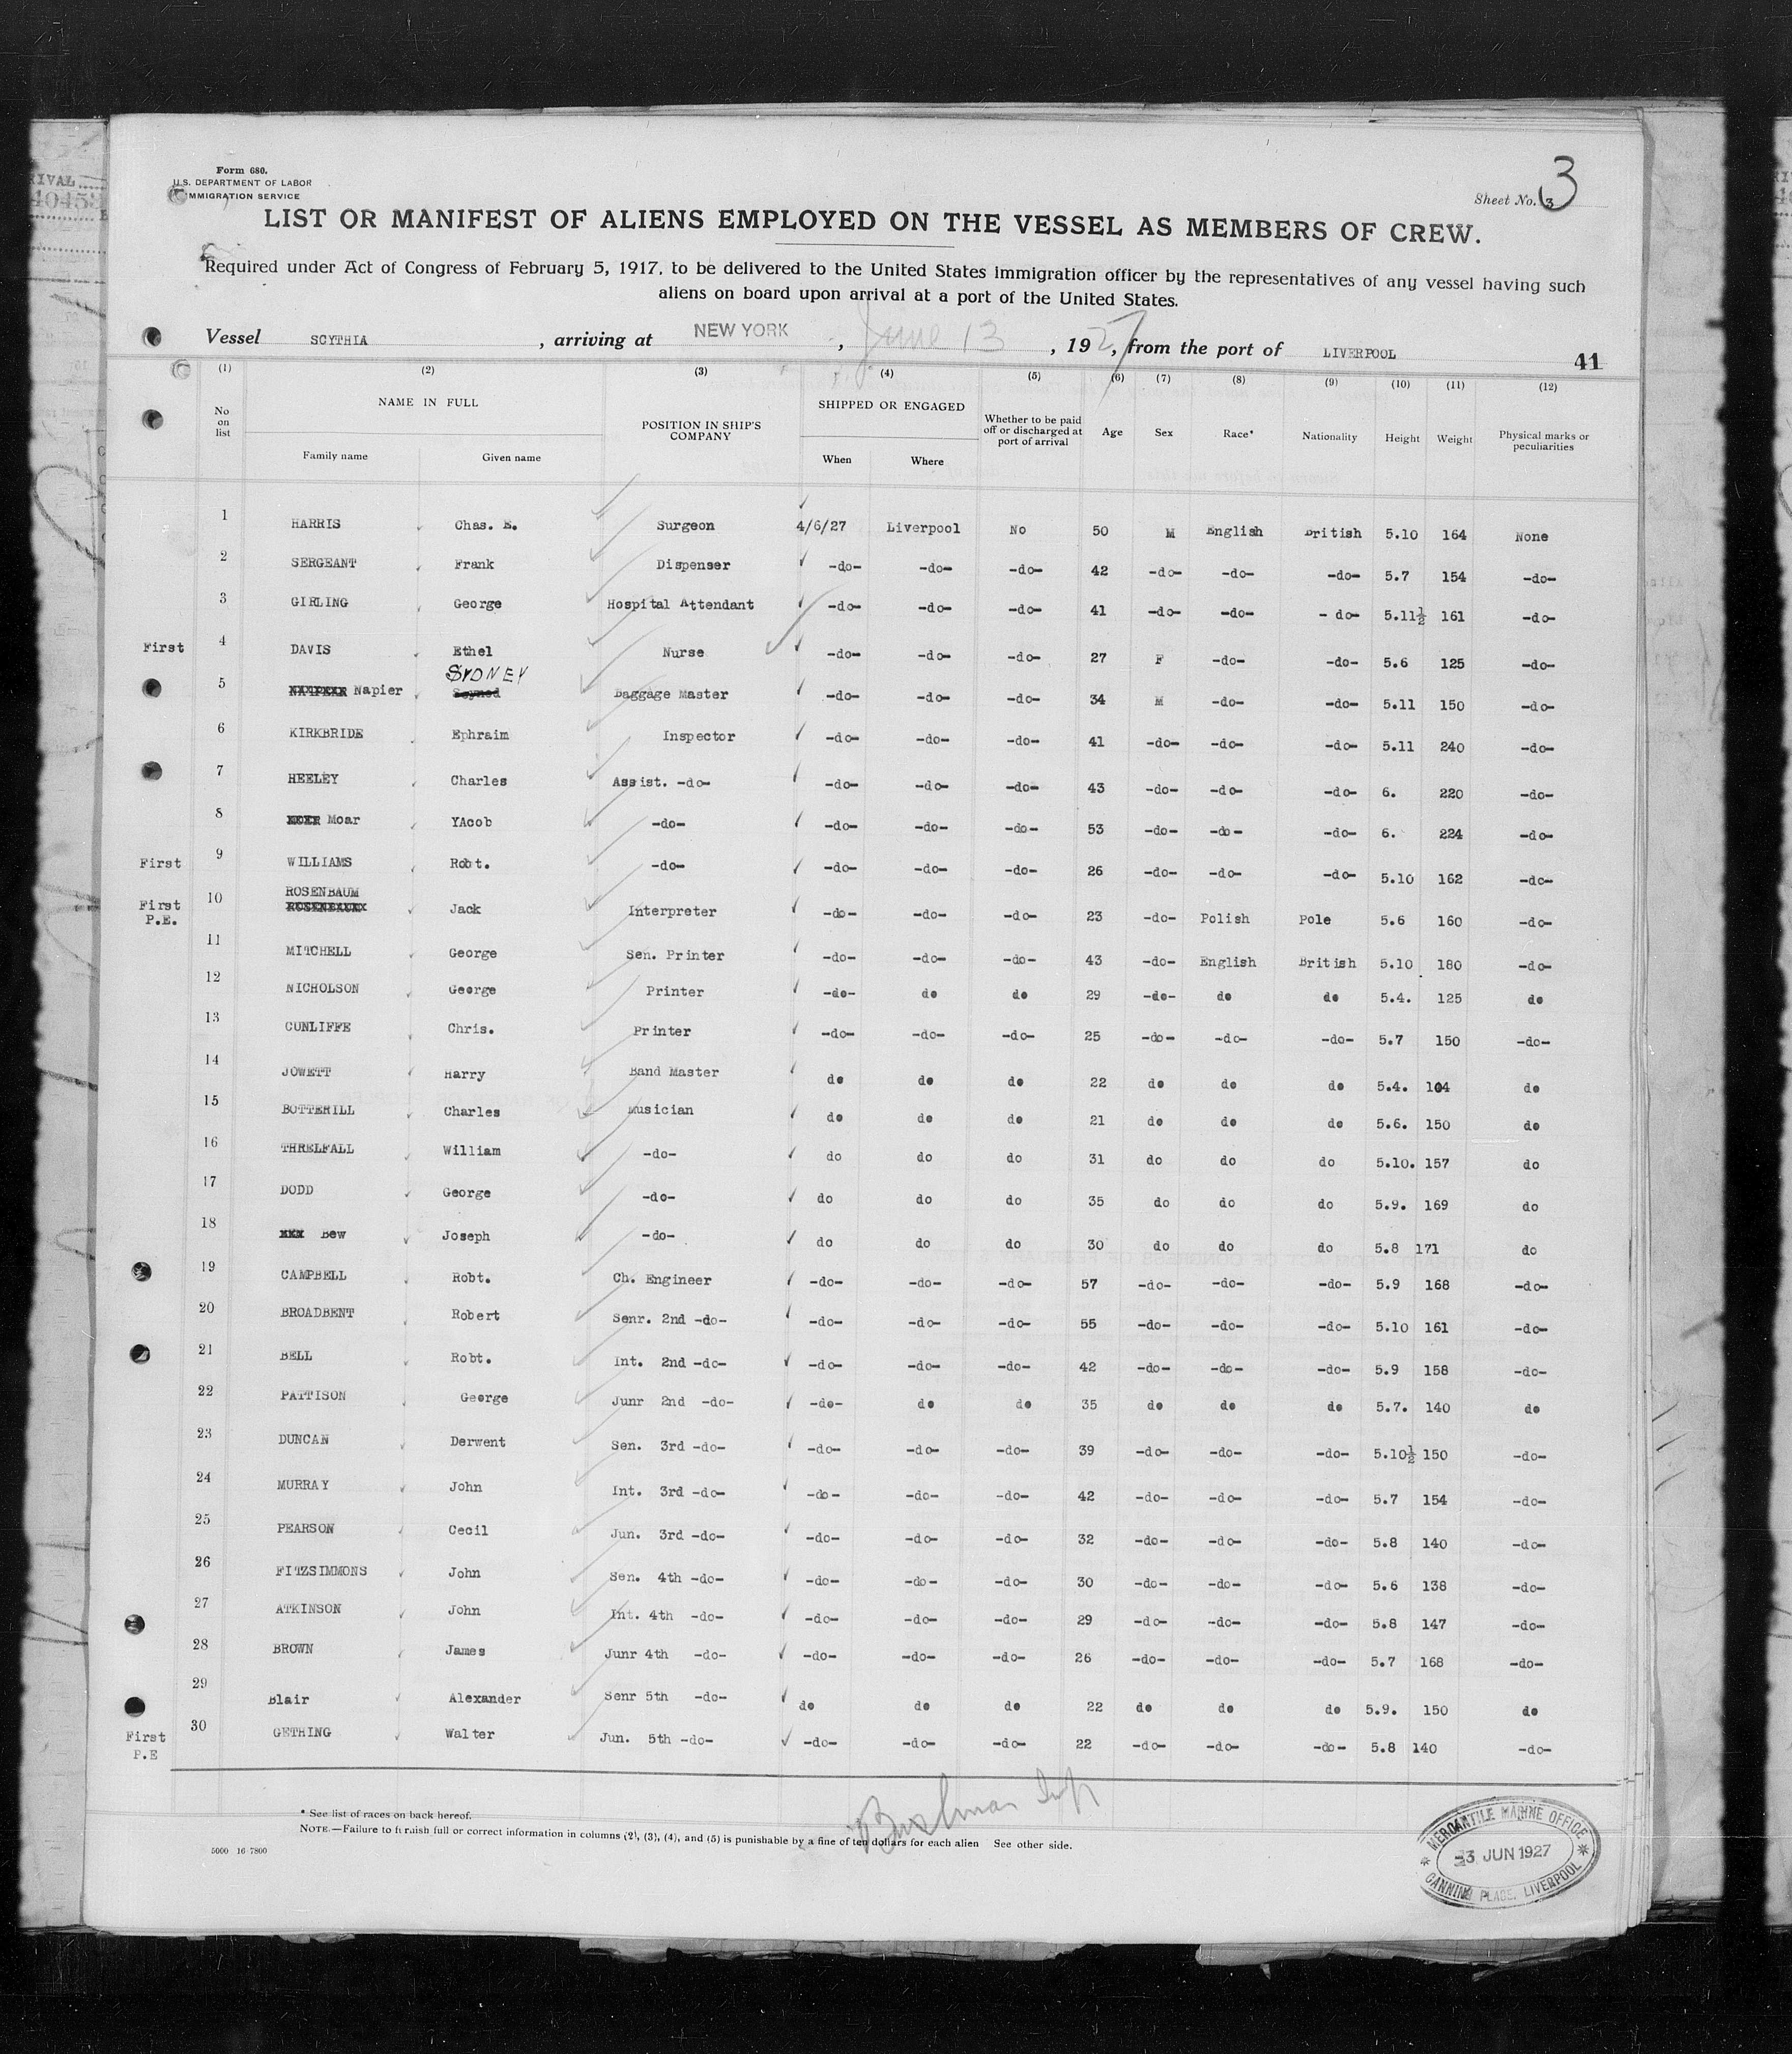 Form 680.
U.S. DEPARTMENT OF LABOR
IMMIGRATION SERVICE
Sheet No. 3
3
LIST OR MANIFEST OF ALIENS EMPLOYED ON THE VESSEL AS MEMBERS OF CREW.
Required under Act of Congress of February 5, 1917, to be delivered to the United States immigration officer by the representatives of any vessel having such
aliens on board upon arrival at a port of the United States.
Vessel SCYTHIA, arriving at NEW YORK, June 13, 1927, from the port of LIVERPOOL
41
(1) (2) (3) (4) (5) (6) (7) (8) (9) (10) (11) (12)
No on list NAME IN FULL Family name Given name POSITION IN SHIP'S COMPANY SHIPPED OR ENGAGED When Where Whether to be paid off or discharged at port of arrival Age Sex Race* Nationality Height Weight Physical marks or peculiarities
1 HARRIS Chas. E. Surgeon 4/6/27 Liverpool No 50 M English British 5.10 164 None
2 SERGEANT Frank Dispenser -do- -do- -do- 42 -do- -do- -do- 5.7 154 -do-
3 GIRLING George Hospital Attendant -do- -do- -do- 41 -do- -do- - do- 5.11½ 161 -do-
First 4 DAVIS Ethel Nurse -do- -do- -do- 27 F -do- -do- 5.6 125 -do-
SYDNEY
5 Napier Baggage Master -do- -do- -do- 34 M -do- -do- 5.11 150 -do-
6 KIRKBRIDE Ephraim Inspector -do- -do- -do- 41 -do- -do- -do- 5.11 240 -do-
7 HEELEY Charles Assist. -do- -do- -do- -do- 43 -do- -do- -do- 6. 220 -do-
8 Moar YAcob -do- -do- -do- -do- 53 -do- -do- -do- 6. 224 -do-
First 9 WILLIAMS Robt. -do- -do- -do- -do- 26 -do- -do- -do- 5.10 162 -do-
First P.E. 10 ROSENBAUM Jack Interpreter -do- -do- -do- 23 -do- Polish Pole 5.6 160 -do-
11 MITCHELL George Sen. Printer -do- -do- -do- 43 -do- English British 5.10 180 -do-
12 NICHOLSON George Printer -do- do do 29 -do- do do 5.4. 125 do
13 CUNLIFFE Chris. Printer -do- -do- -do- 25 -do- -do- -do- 5.7 150 -do-
14 JOWETT Harry Band Master do do do 22 do do do 5.4. 104 do
15 BOTTERILL Charles Musician do do do 21 do do do 5.6. 150 do
16 THRELFALL William -do- do do do 31 do do do 5.10. 157 do
17 DODD George -do- do do do 35 do do do 5.9. 169 do
18 Bew Joseph -do- do do do 30 do do do 5.8 171 do
19 CAMPBELL Robt. Ch. Engineer -do- -do- -do- 57 -do- -do- -do- 5.9 168 -do-
20 BROADBENT Robert Senr. 2nd -do- -do- -do- -do- 55 -do- -do- -do- 5.10 161 -do-
21 BELL Robt. Int. 2nd -do- -do- -do- -do- 42 -do- -do- -do- 5.9 158 -do-
22 PATTISON George Junr 2nd -do- -do- do do 35 do do do 5.7. 140 do
23 DUNCAN Derwent Sen. 3rd -do- -do- -do- -do- 39 -do- -do- -do- 5.10½ 150 -do-
24 MURRAY John Int. 3rd -do- -do- -do- -do- 42 -do- -do- -do- 5.7 154 -do-
25 PEARSON Cecil Jun. 3rd -do- -do- -do- -do- 32 -do- -do- -do- 5.8 140 -do-
26 FITZSIMMONS John Sen. 4th -do- -do- -do- -do- 30 -do- -do- -do- 5.6 138 -do-
27 ATKINSON John Int. 4th -do- -do- -do- -do- 29 -do- -do- -do- 5.8 147 -do-
28 BROWN James Junr 4th -do- -do- -do- -do- 26 -do- -do- -do- 5.7 168 -do-
29 Blair Alexander Senr 5th -do- do do do 22 do do do 5.9. 150 do
First P.E 30 GETHING Walter Jun. 5th -do- -do- -do- -do- 22 -do- -do- -do- 5.8 140 -do-
* See list of races on back hereof.
NOTE.—Failure to furnish full or correct information in columns (2), (3), (4), and (5) is punishable by a fine of ten dollars for each alien See other side.
5000 16-7800
MERCANTILE MARINE OFFICE
-3 JUN 1927
CANNING PLACE, LIVERPOOL